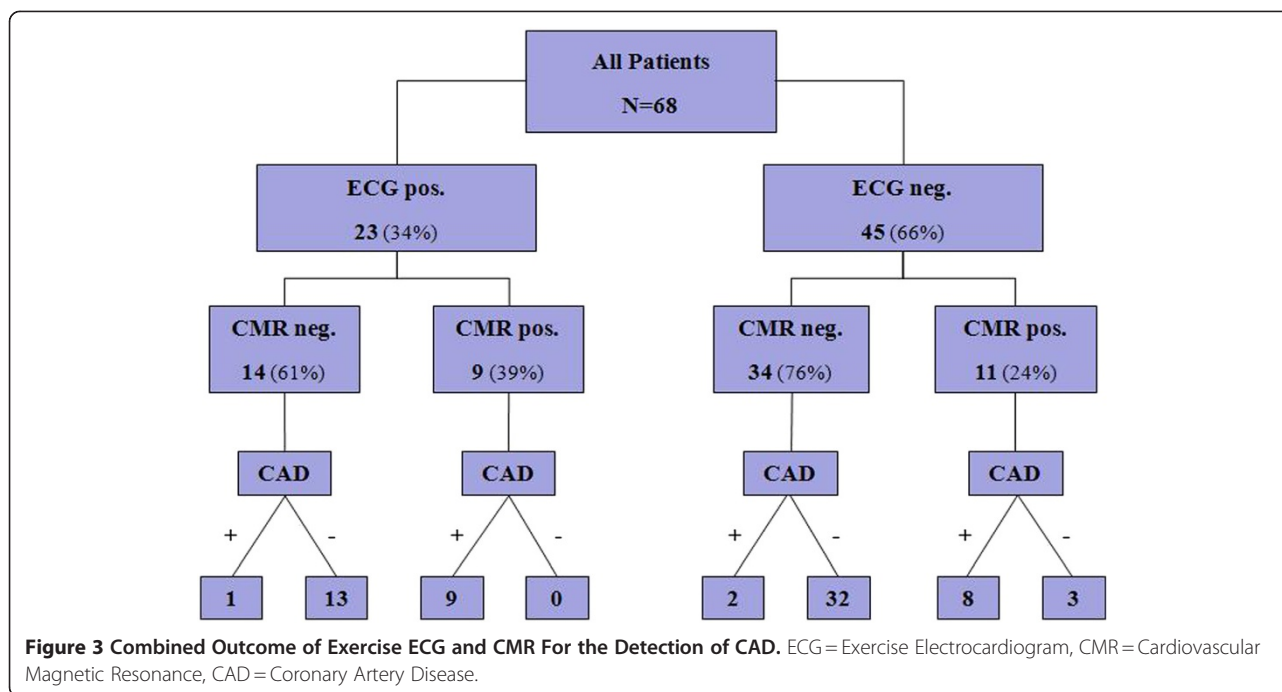 All Patients
N=68
ECG pos.
23 (34%)
ECG neg.
45 (66%)
CMR neg.
14 (61%)
CMR pos.
9 (39%)
CMR neg.
34 (76%)
CMR pos.
11 (24%)
CAD
CAD
CAD
CAD
+ - + - + - + -
1 13 9 0 2 32 8 3
Figure 3 Combined Outcome of Exercise ECG and CMR For the Detection of CAD. ECG = Exercise Electrocardiogram, CMR = Cardiovascular
Magnetic Resonance, CAD = Coronary Artery Disease.